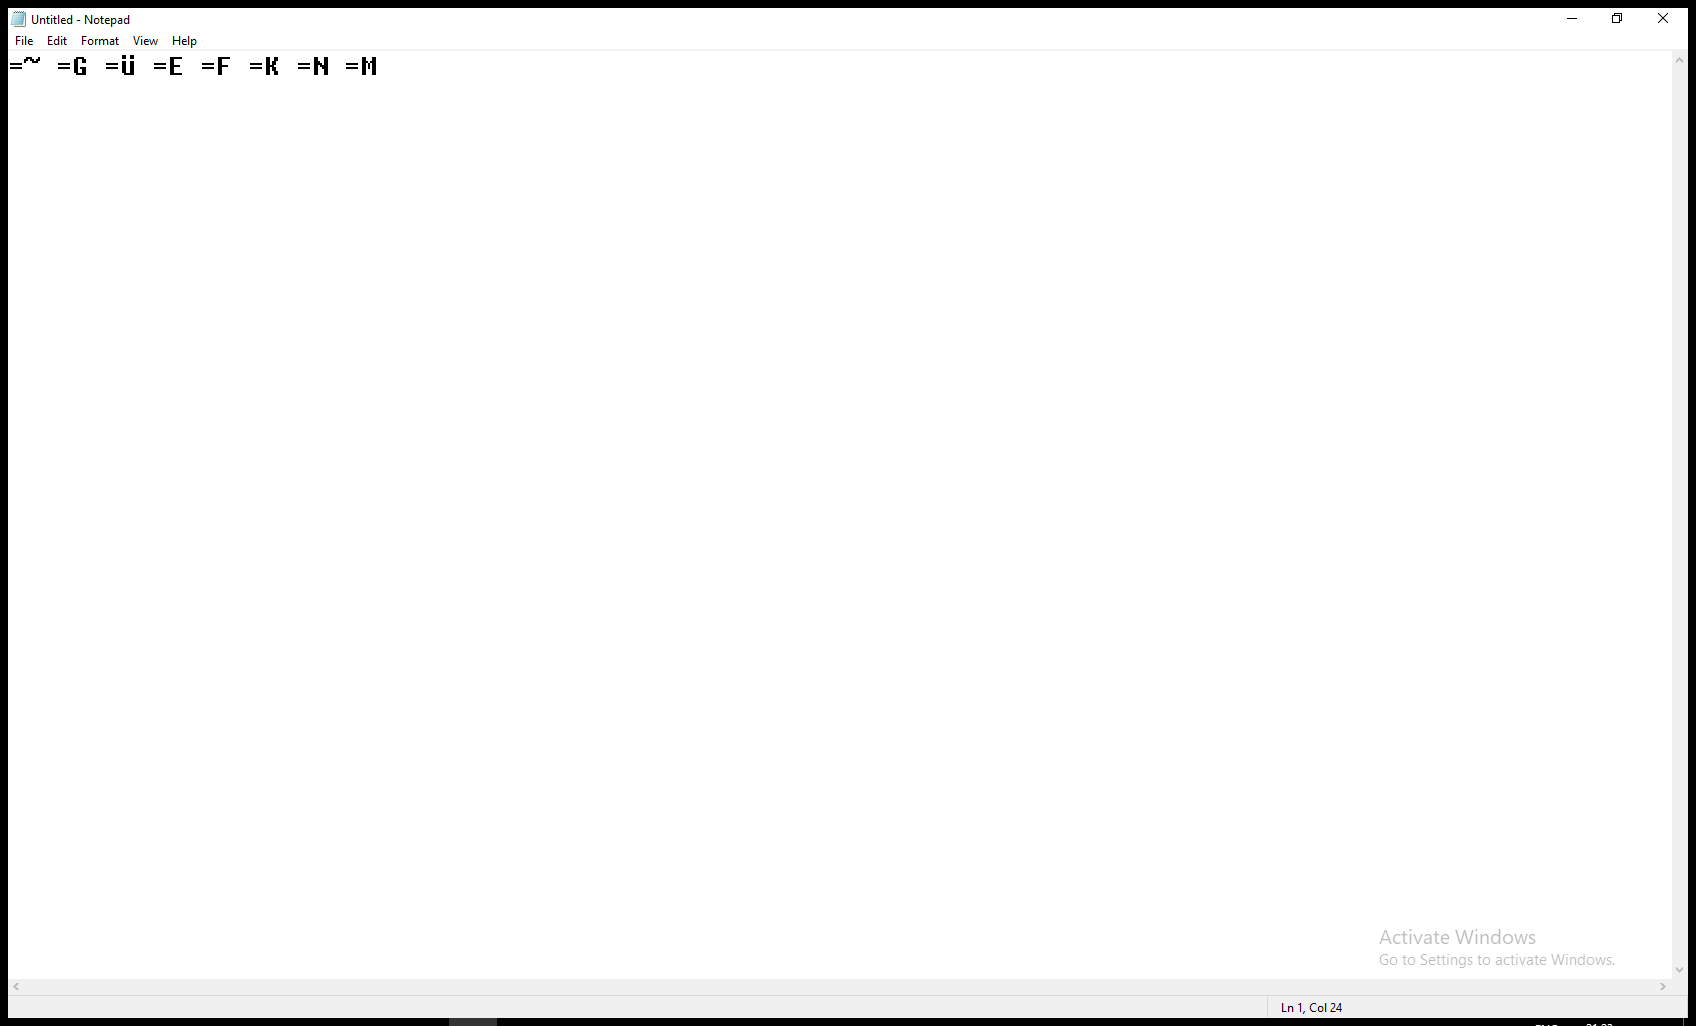 Untitled - Notepad
File Edit Format View Help
=~ =G =Ü =E =F =K =N =M
Activate Windows
Go to Settings to activate Windows.
Ln 1, Col 24